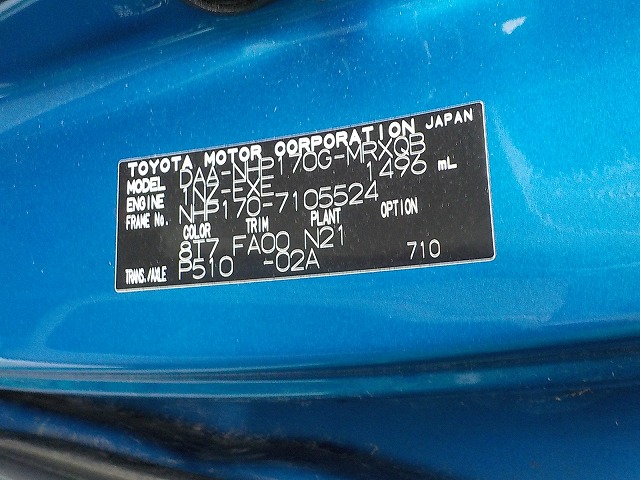 TOYOTA MOTOR CORPORATION JAPAN
MODEL DAA-NHP170G-MRXQB
ENGINE 1NZ-EXE 1496 mL
FRAME No. NHP170-7105524
COLOR TRIM PLANT OPTION
8T7 FA00 N21
TRANS./AXLE P510 -02A 710